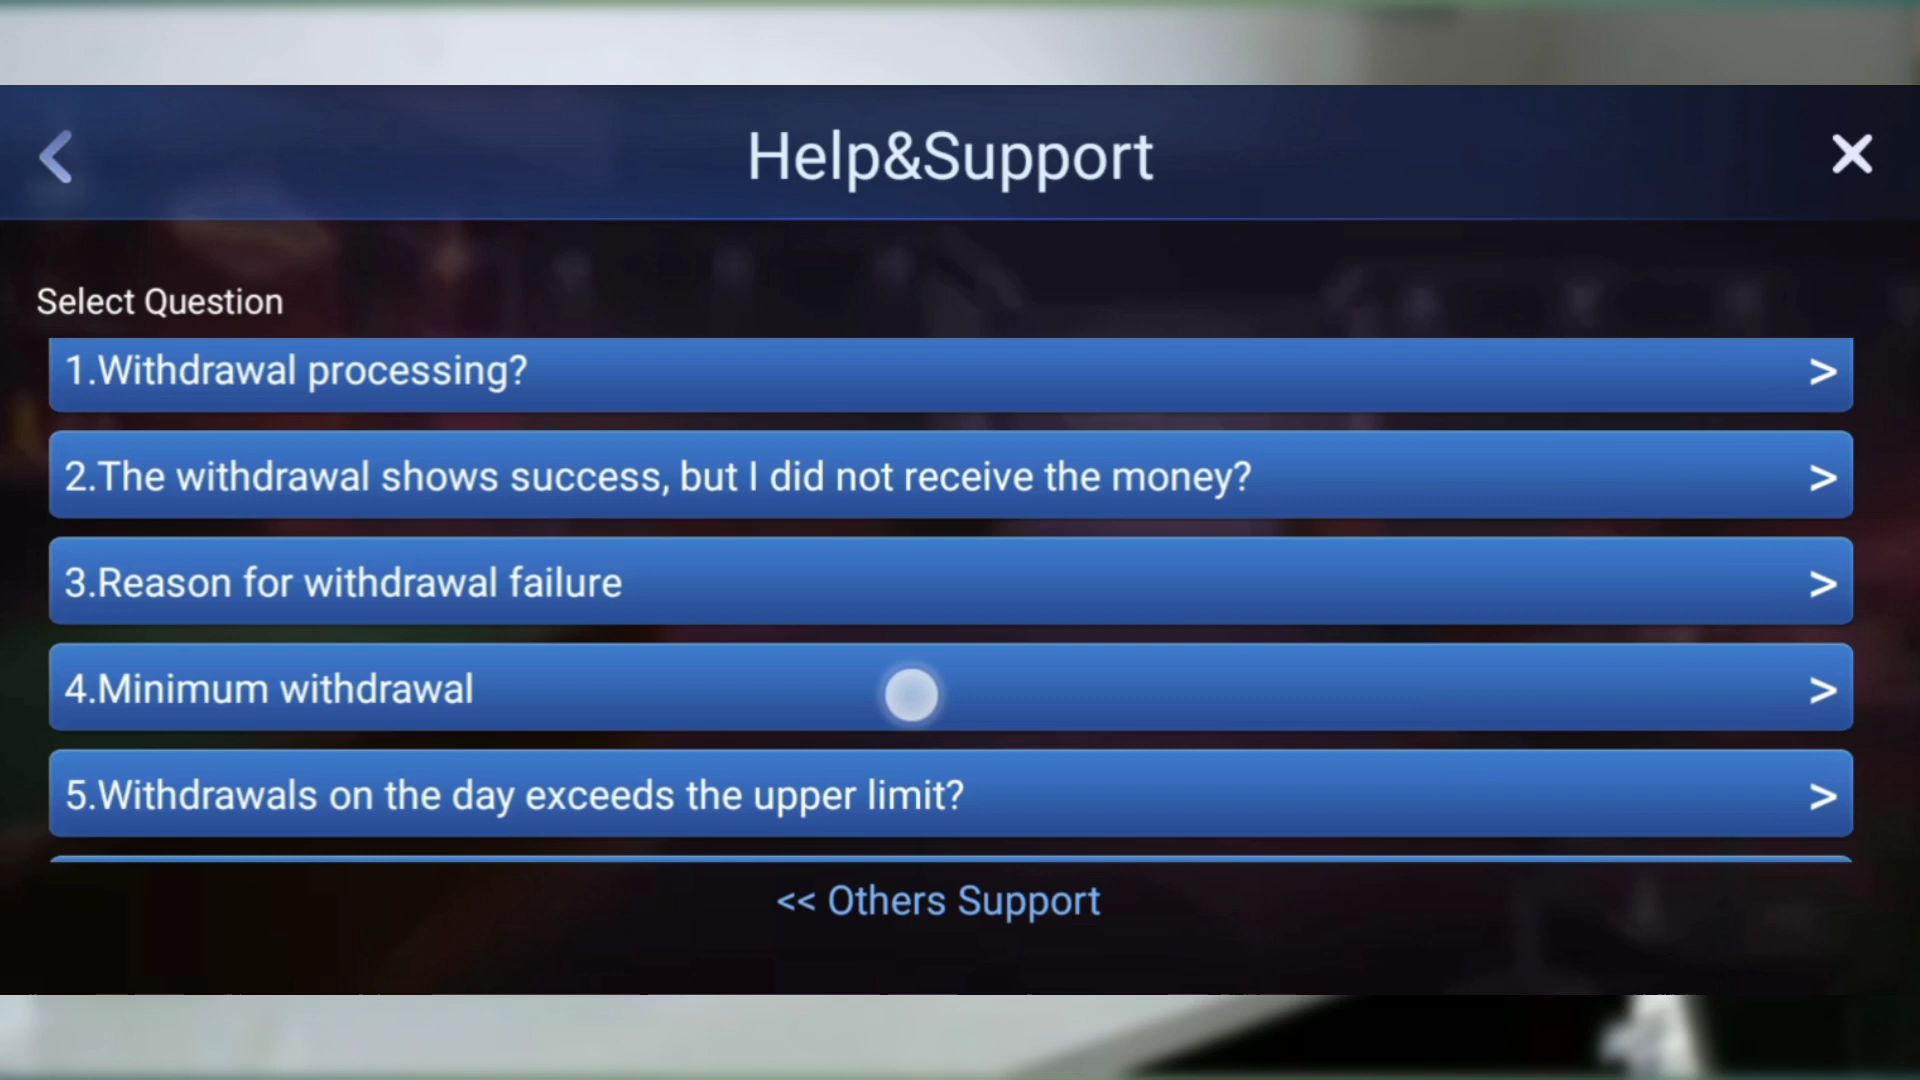 Help&Support
Select Question
1.Withdrawal processing? >
2.The withdrawal shows success, but I did not receive the money? >
3.Reason for withdrawal failure >
4.Minimum withdrawal >
5.Withdrawals on the day exceeds the upper limit? >
<< Others Support